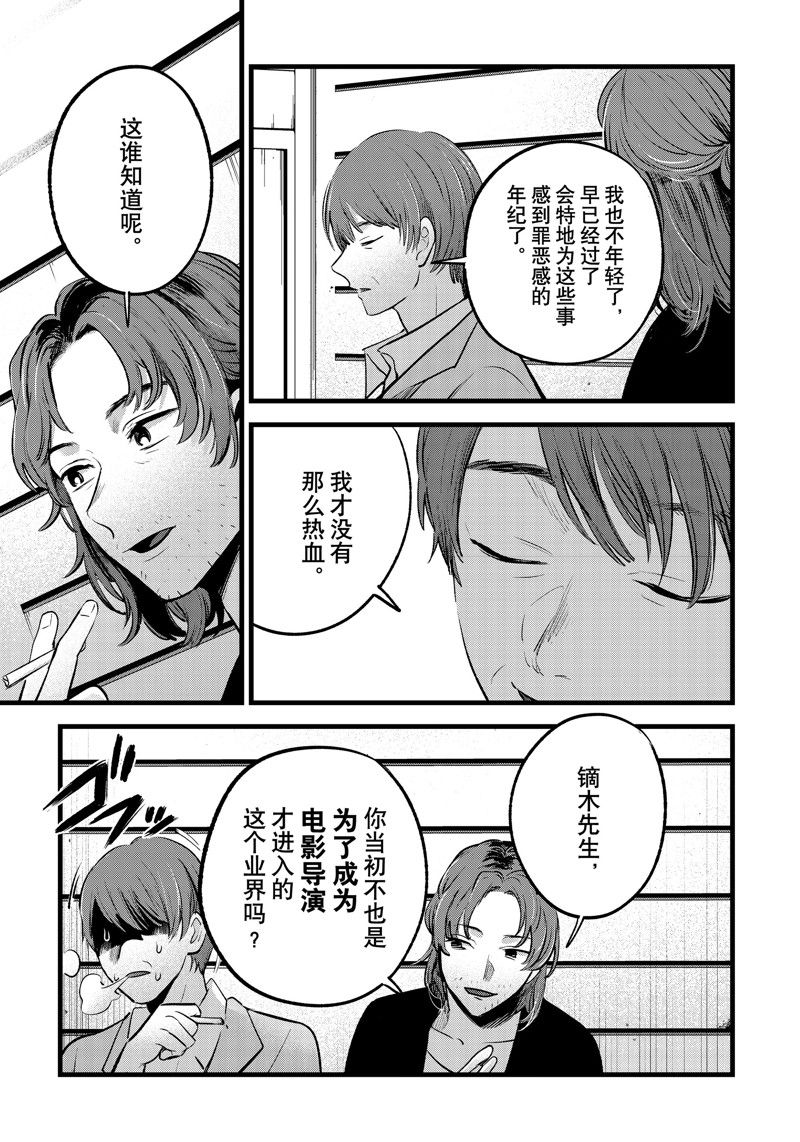 我也不年轻了，
早已经过了
会特地为这些事
感到罪恶感的
年纪了。
这谁知道呢。
我才没有
那么热血。
镝木先生，
你当初不也是
为了成为
电影导演
才进入的
这个业界吗？
ゴブッ